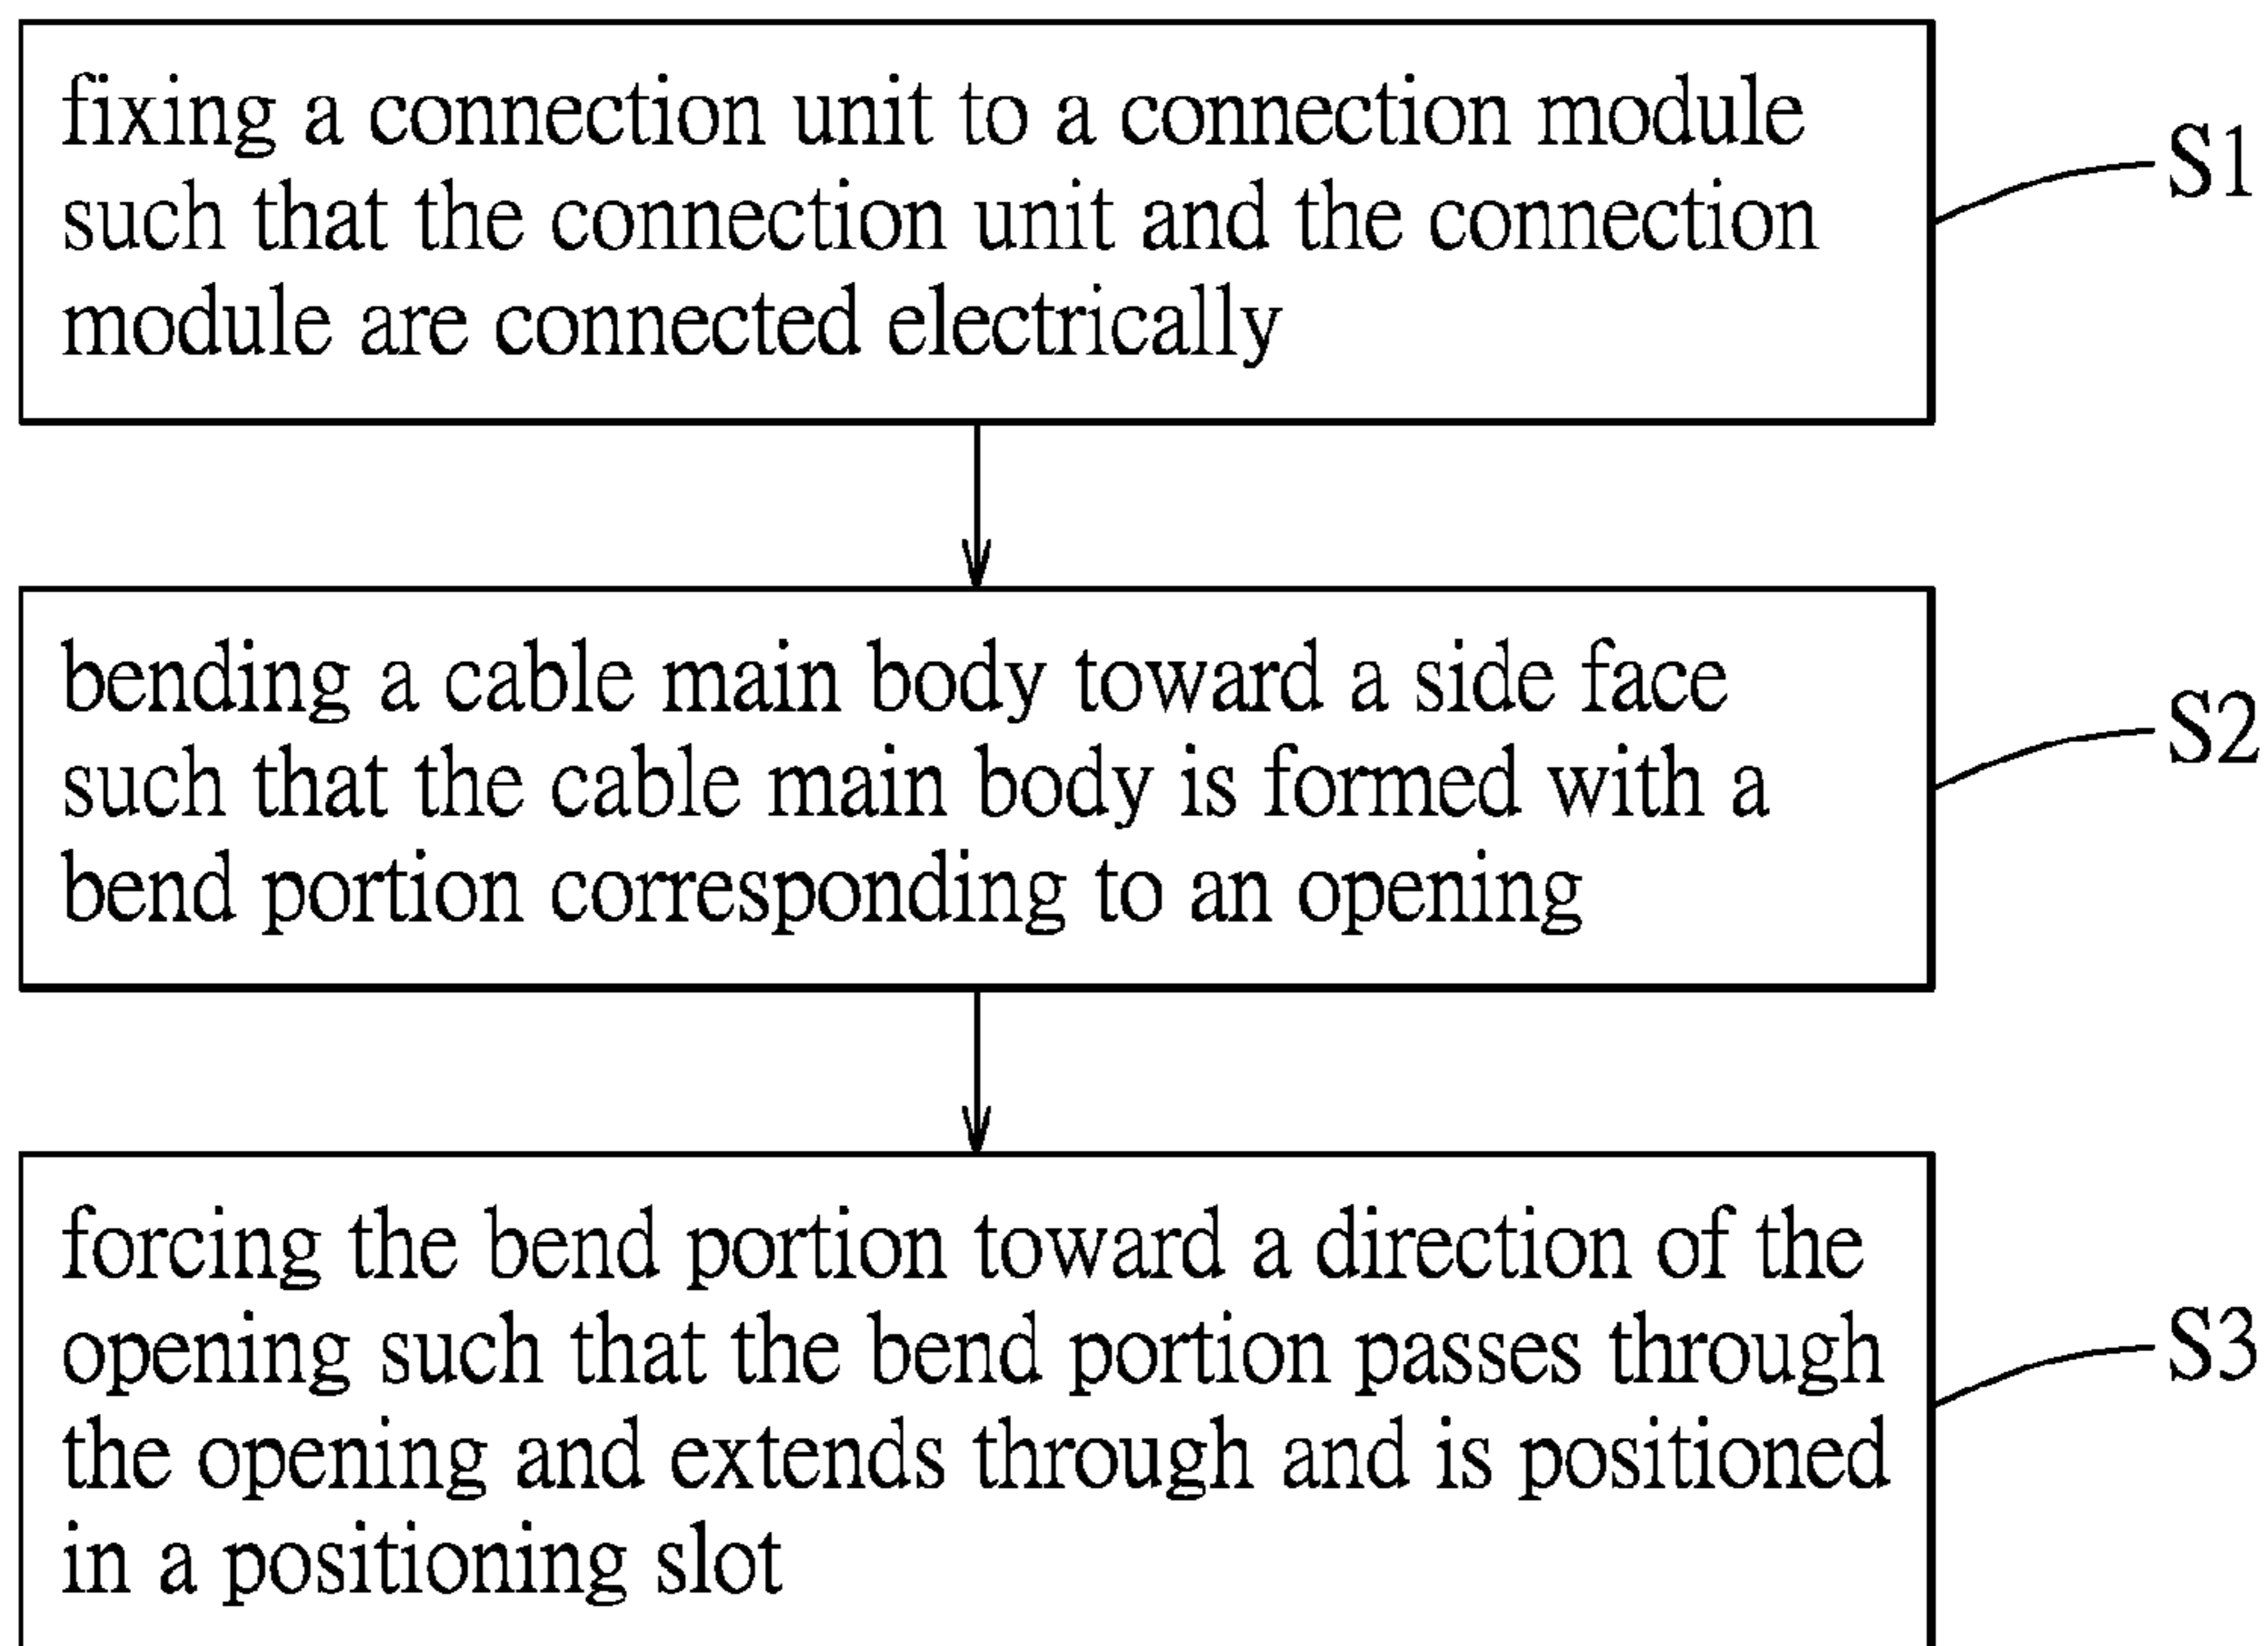 fixing a connection unit to a connection module
such that the connection unit and the connection
module are connected electrically
S1
bending a cable main body toward a side face
such that the cable main body is formed with a
bend portion corresponding to an opening
S2
forcing the bend portion toward a direction of the
opening such that the bend portion passes through
the opening and extends through and is positioned
in a positioning slot
S3